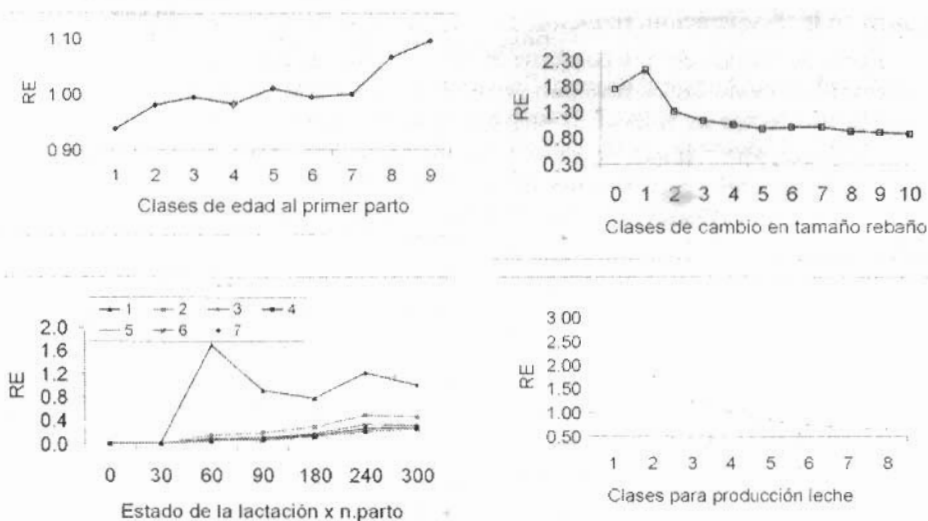 1.10
1.00
0.90
RE
1 2 3 4 5 6 7 8 9
Clases de edad al primer parto
2.30
1.80
1.30
0.80
0.30
RE
0 1 2 3 4 5 6 7 8 9 10
Clases de cambio en tamaño rebaño
1 2 3 4
5 6 7
2.0
1.6
1.2
0.8
0.4
0.0
RE
0 30 60 90 180 240 300
Estado de la lactación x n.parto
3.00
2.50
2.00
1.50
1.00
0.50
RE
1 2 3 4 5 6 7 8
Clases para producción leche